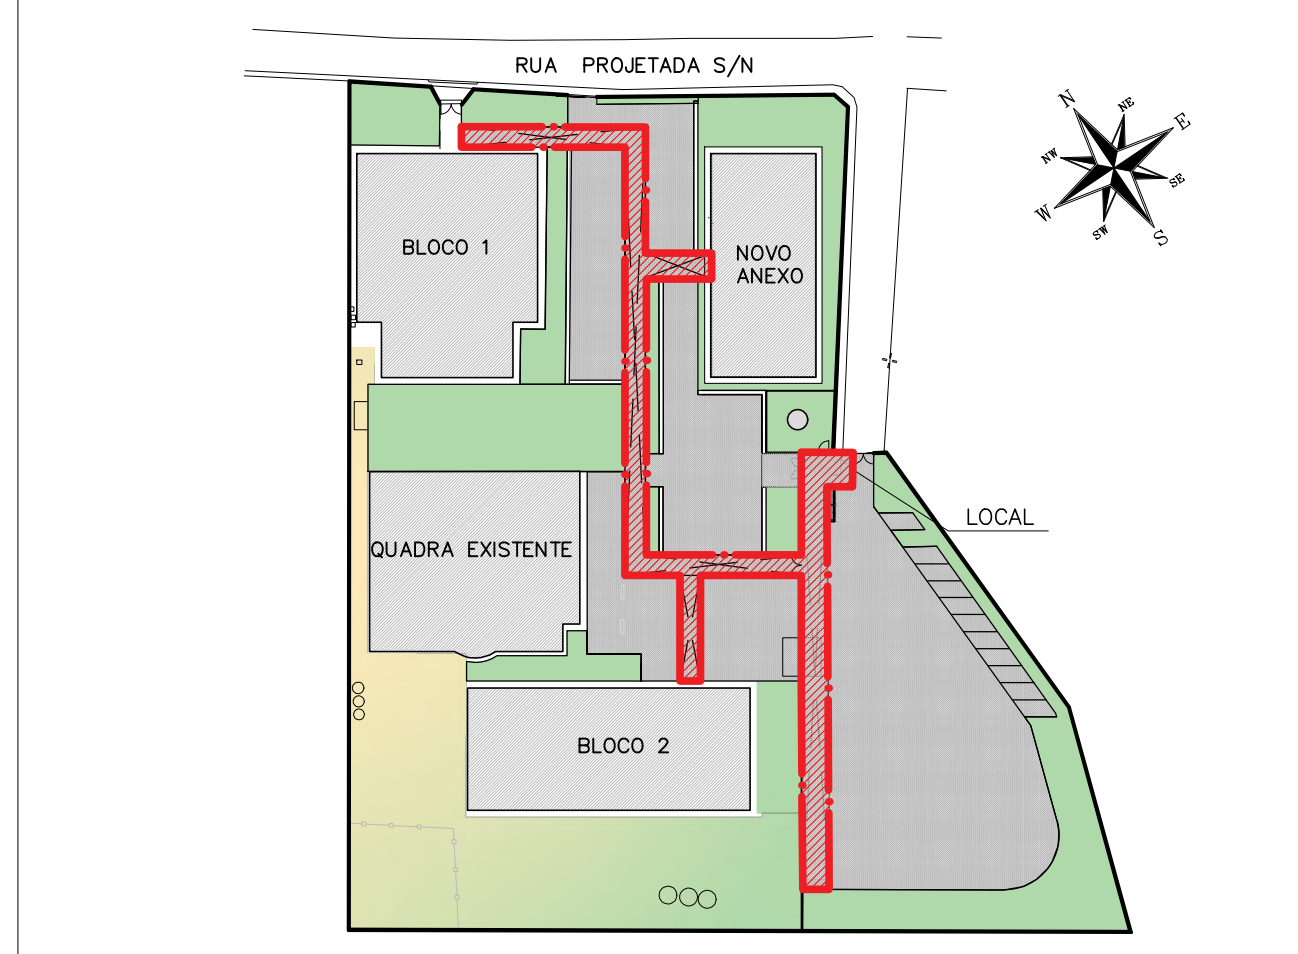 RUA PROJETADA S/N
N
NE
E
NW
SE
W
SW
S
BLOCO 1
NOVO
ANEXO
LOCAL
QUADRA EXISTENTE
BLOCO 2